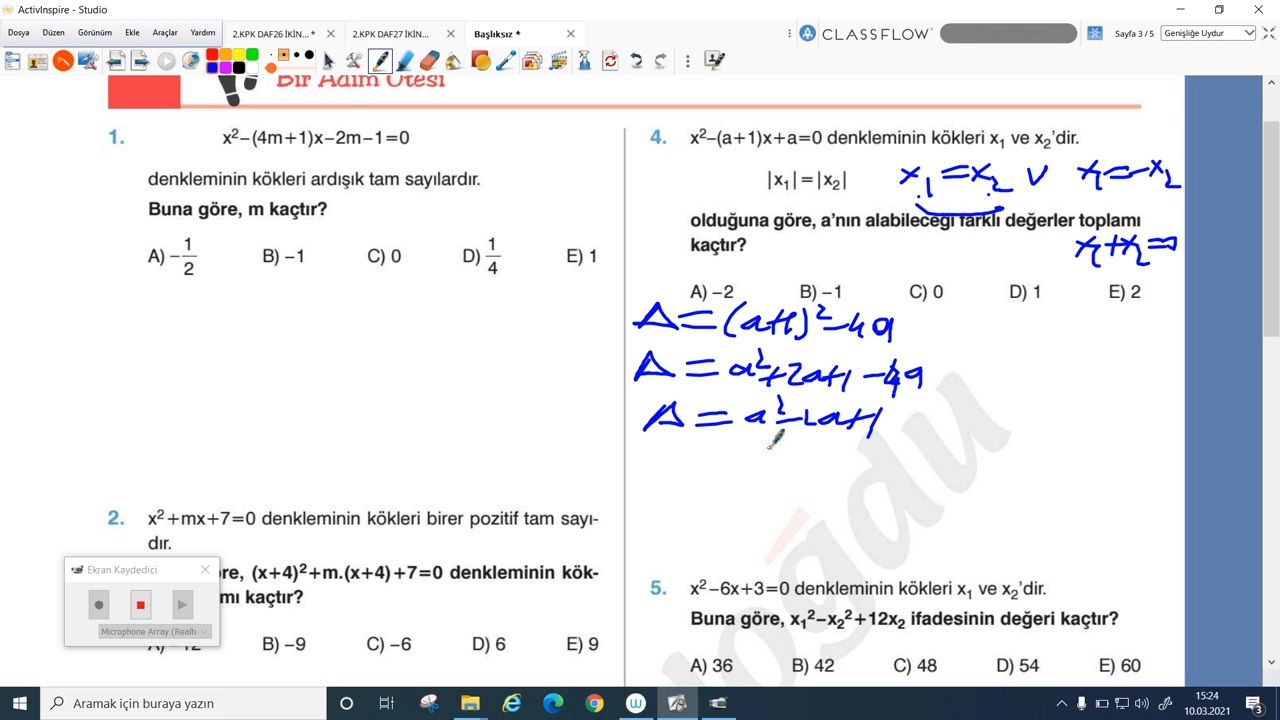 ActivInspire - Studio
Dosya Düzen Görünüm Ekle Araçlar Yardım
2.KPK DAF26 İKİN... * 2.KPK DAF27 İKİN... Başlıksız *
CLASSFLOW
Sayfa 3 / 5 Genişliğe Uydur
Bir Adım Ötesi
1. x²–(4m+1)x–2m–1=0
denkleminin kökleri ardışık tam sayılardır.
Buna göre, m kaçtır?
A) –1/2 B) –1 C) 0 D) 1/4 E) 1
2. x²+mx+7=0 denkleminin kökleri birer pozitif tam sayı-
dır.
re, (x+4)²+m.(x+4)+7=0 denkleminin kök-
amı kaçtır?
A) –12 B) –9 C) –6 D) 6 E) 9
Ekran Kaydedici
Microphone Array (Realt
4. x²–(a+1)x+a=0 denkleminin kökleri x₁ ve x₂'dir.
|x₁|=|x₂|
x₁=x₂ ∨ x₁=-x₂
olduğuna göre, a'nın alabileceği farklı değerler toplamı
kaçtır?
x₁+x₂=
A) –2 B) –1 C) 0 D) 1 E) 2
Δ=(a+1)²-4a
Δ=a²+2a+1-4a
Δ=a²-2a+1
5. x²–6x+3=0 denkleminin kökleri x₁ ve x₂'dir.
Buna göre, x₁²–x₂²+12x₂ ifadesinin değeri kaçtır?
A) 36 B) 42 C) 48 D) 54 E) 60
Aramak için buraya yazın
15:24
10.03.2021
3